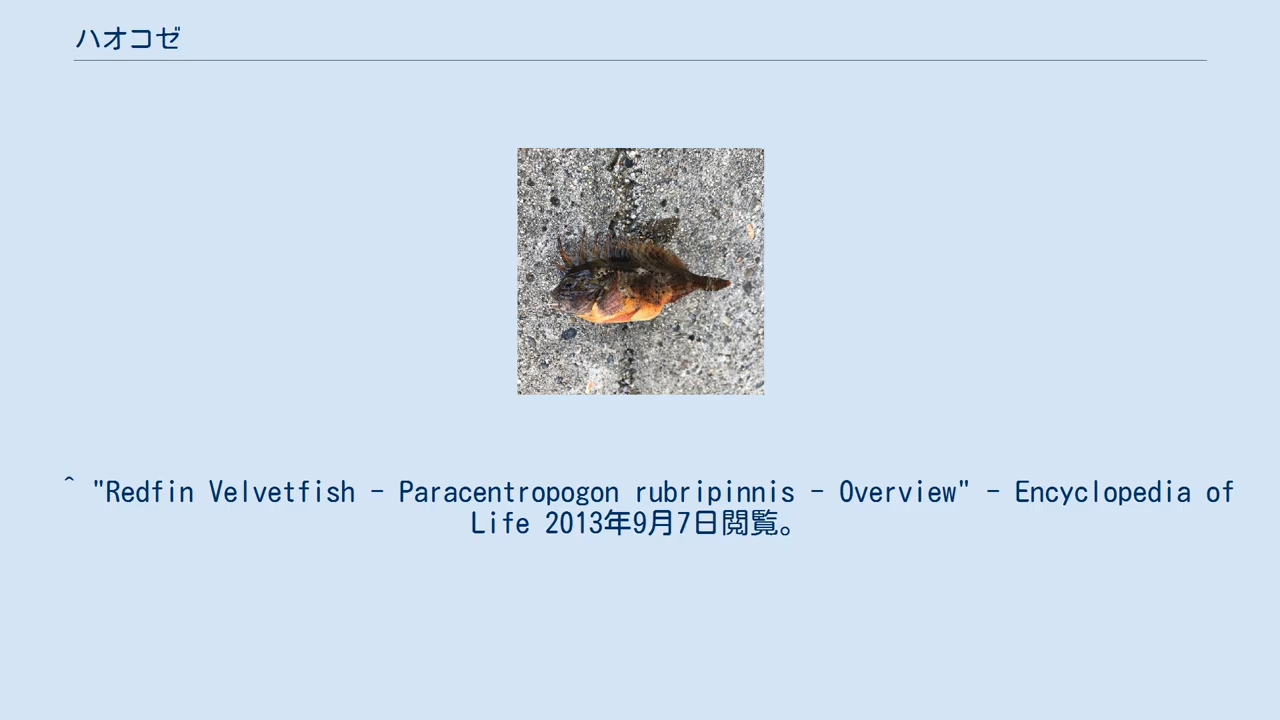 ハオコゼ
^ "Redfin Velvetfish - Paracentropogon rubripinnis - Overview" - Encyclopedia of
Life 2013年9月7日閲覧。